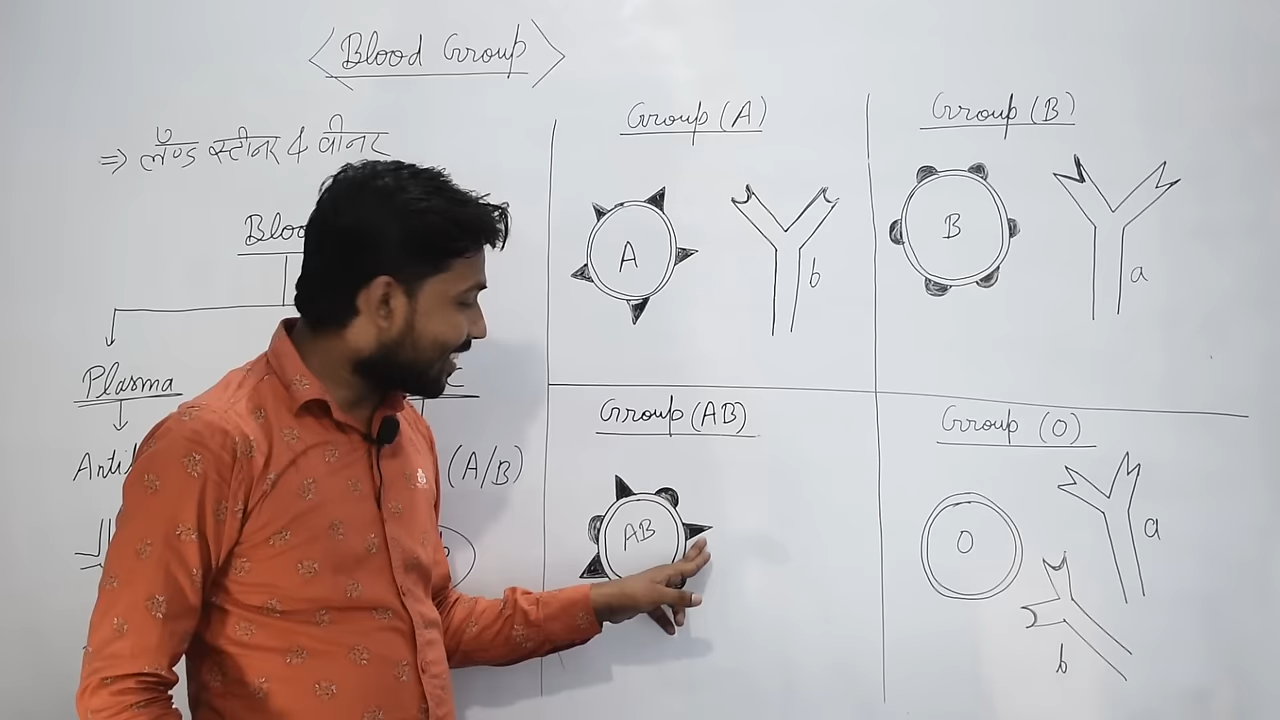 Blood Group
⇒ लैण्ड स्टीनर & वीनर
Plasma
(A/B)
Group (A)
A
b
Group (B)
B
a
Group (AB)
AB
Group (O)
O
a
b